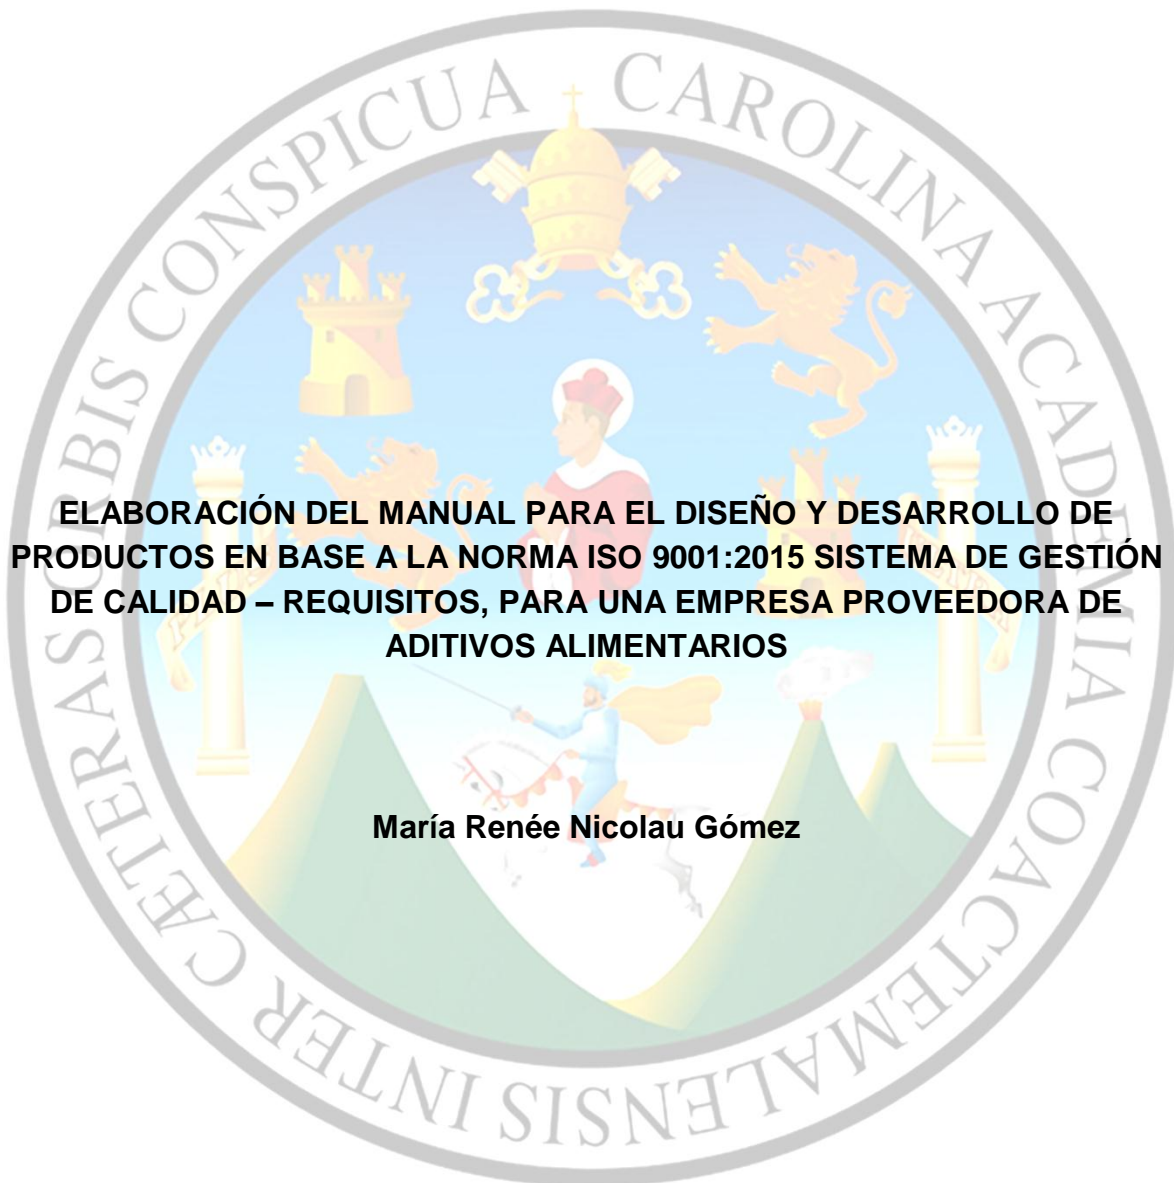 CAROLINA ACADEMIA COACTEMALENSIS INTER CÆTERAS ORBIS CONSPICUA
ELABORACIÓN DEL MANUAL PARA EL DISEÑO Y DESARROLLO DE
PRODUCTOS EN BASE A LA NORMA ISO 9001:2015 SISTEMA DE GESTIÓN
DE CALIDAD – REQUISITOS, PARA UNA EMPRESA PROVEEDORA DE
ADITIVOS ALIMENTARIOS
María Renée Nicolau Gómez